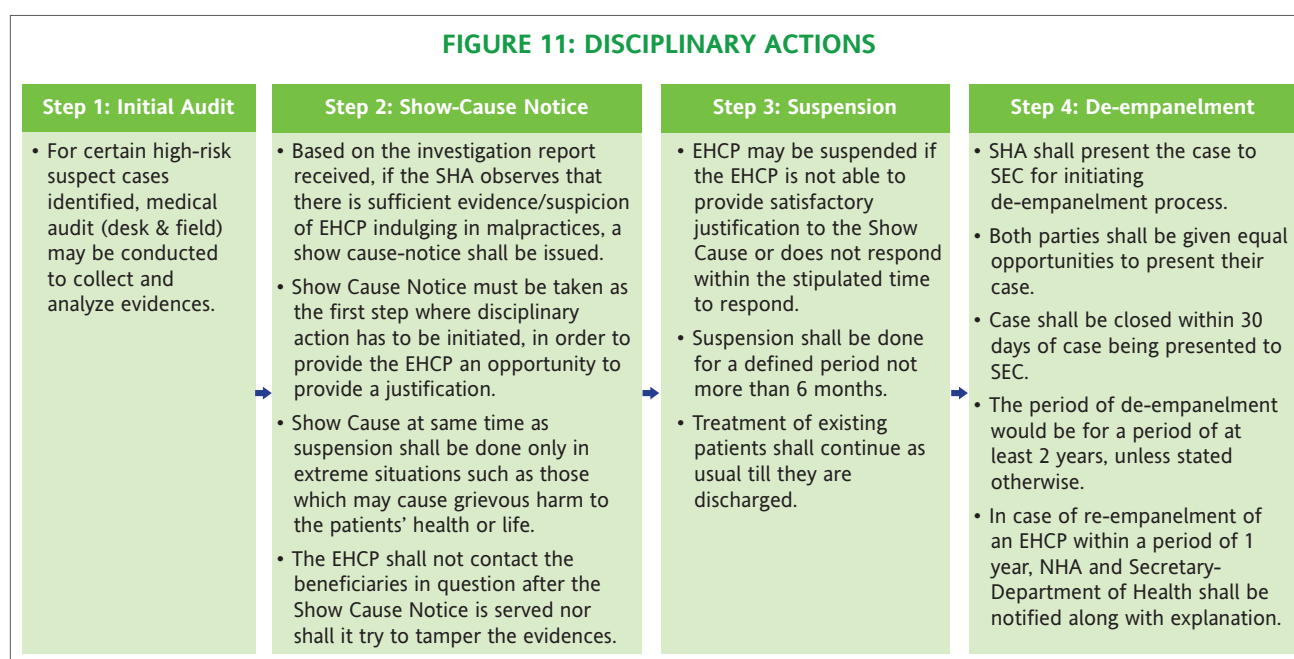 FIGURE 11: DISCIPLINARY ACTIONS
Step 1: Initial Audit
• For certain high-risk
suspect cases
identified, medical
audit (desk & field)
may be conducted
to collect and
analyze evidences.
Step 2: Show-Cause Notice
• Based on the investigation report
received, if the SHA observes that
there is sufficient evidence/suspicion
of EHCP indulging in malpractices, a
show cause-notice shall be issued.
• Show Cause Notice must be taken as
the first step where disciplinary
action has to be initiated, in order to
provide the EHCP an opportunity to
provide a justification.
• Show Cause at same time as
suspension shall be done only in
extreme situations such as those
which may cause grievous harm to
the patients' health or life.
• The EHCP shall not contact the
beneficiaries in question after the
Show Cause Notice is served nor
shall it try to tamper the evidences.
Step 3: Suspension
• EHCP may be suspended if
the EHCP is not able to
provide satisfactory
justification to the Show
Cause or does not respond
within the stipulated time
to respond.
• Suspension shall be done
for a defined period not
more than 6 months.
• Treatment of existing
patients shall continue as
usual till they are
discharged.
Step 4: De-empanelment
• SHA shall present the case to
SEC for initiating
de-empanelment process.
• Both parties shall be given equal
opportunities to present their
case.
• Case shall be closed within 30
days of case being presented to
SEC.
• The period of de-empanelment
would be for a period of at
least 2 years, unless stated
otherwise.
• In case of re-empanelment of
an EHCP within a period of 1
year, NHA and Secretary-
Department of Health shall be
notified along with explanation.